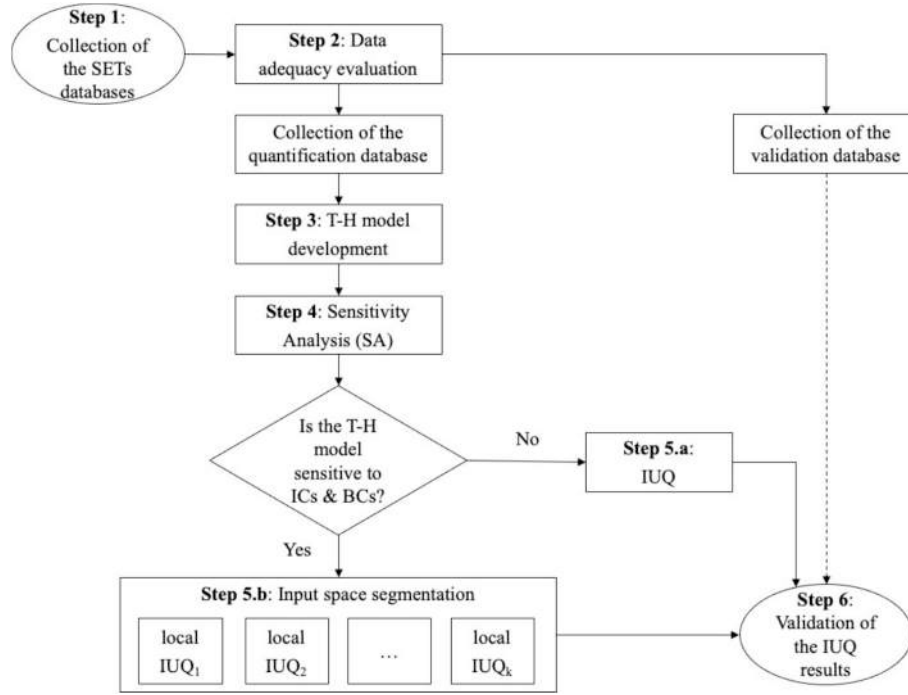 Step 1:
Collection of
the SETs
databases
Step 2: Data
adequacy evaluation
Collection of the
quantification database
Collection of the
validation database
Step 3: T-H model
development
Step 4: Sensitivity
Analysis (SA)
Is the T-H
model
sensitive to
ICs & BCs?
No
Step 5.a:
IUQ
Yes
Step 5.b: Input space segmentation
local
IUQ1
local
IUQ2
...
local
IUQk
Step 6:
Validation of
the IUQ
results